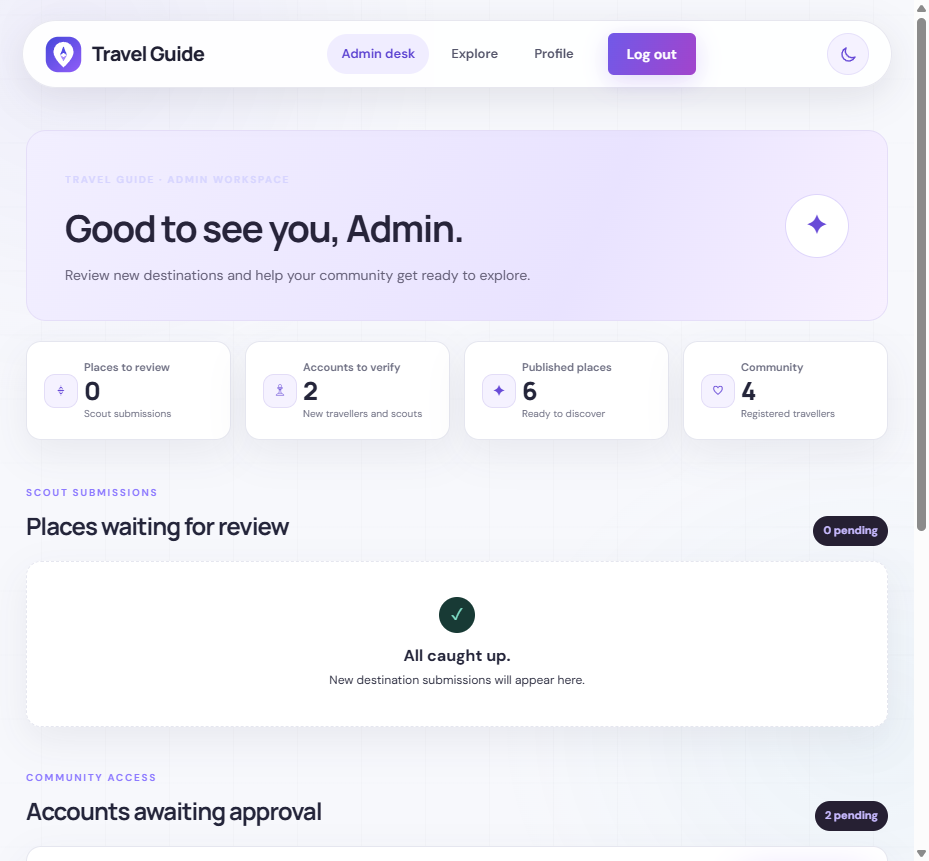 Travel Guide
Admin desk
Explore
Profile
Log out
TRAVEL GUIDE · ADMIN WORKSPACE
Good to see you, Admin.
Review new destinations and help your community get ready to explore.
Places to review
0
Scout submissions
Accounts to verify
2
New travellers and scouts
Published places
6
Ready to discover
Community
4
Registered travellers
SCOUT SUBMISSIONS
Places waiting for review
0 pending
All caught up.
New destination submissions will appear here.
COMMUNITY ACCESS
Accounts awaiting approval
2 pending